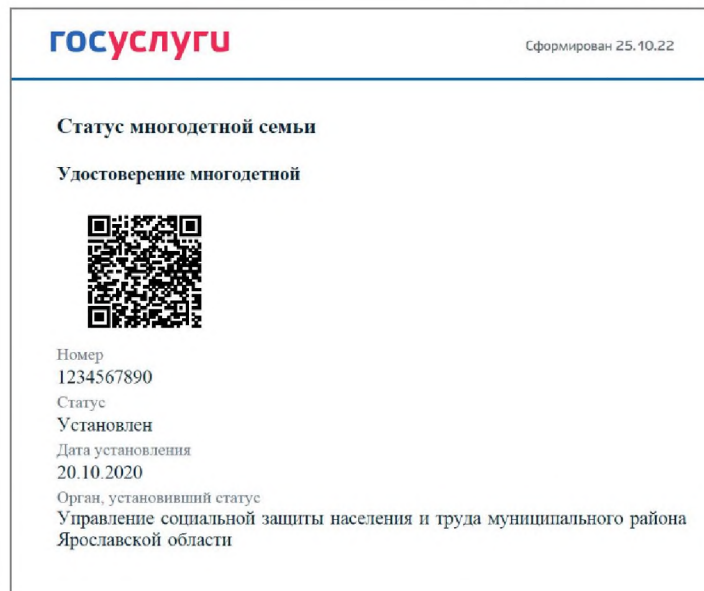 госуслуги
Сформирован 25.10.22
Статус многодетной семьи
Удостоверение многодетной
Номер
1234567890
Статус
Установлен
Дата установления
20.10.2020
Орган, установивший статус
Управление социальной защиты населения и труда муниципального района
Ярославской области